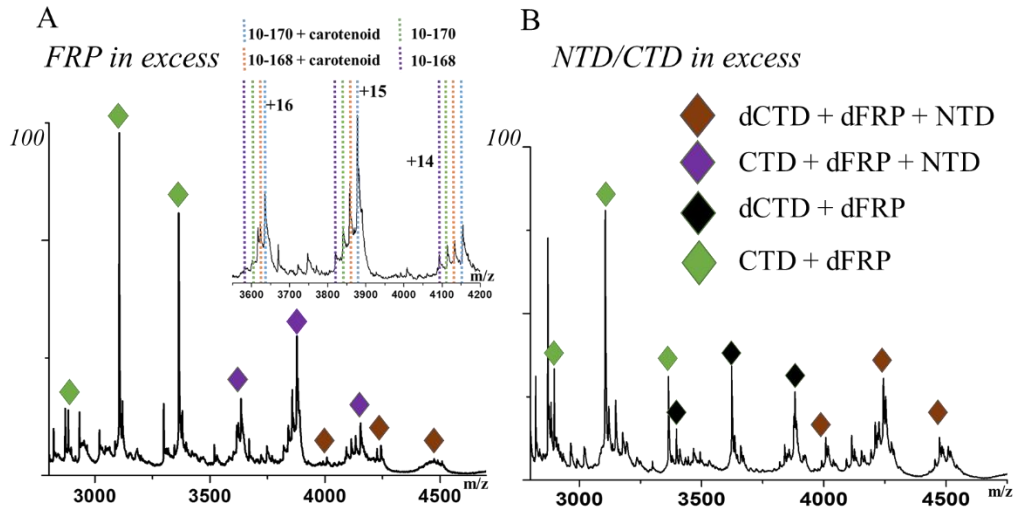 A
FRP in excess
10-170 + carotenoid
10-170
10-168 + carotenoid
10-168
+16
+15
+14
m/z
3600
3700
3800
3900
4000
4100
4200
100
3000
3500
4000
4500
m/z
B
NTD/CTD in excess
dCTD + dFRP + NTD
CTD + dFRP + NTD
dCTD + dFRP
CTD + dFRP
100
3000
3500
4000
4500
m/z